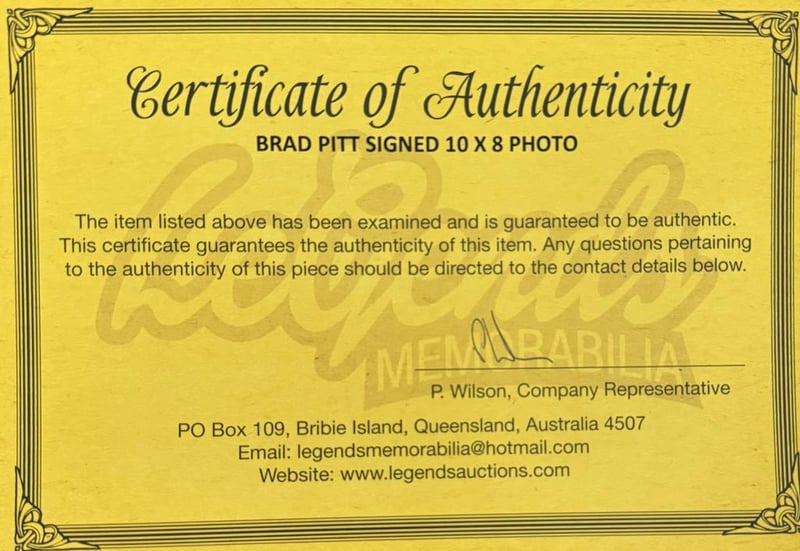 Certificate of Authenticity
BRAD PITT SIGNED 10 X 8 PHOTO
Legends
MEMORABILIA
The item listed above has been examined and is guaranteed to be authentic.
This certificate guarantees the authenticity of this item. Any questions pertaining
to the authenticity of this piece should be directed to the contact details below.
P. Wilson, Company Representative
PO Box 109, Bribie Island, Queensland, Australia 4507
Email: legendsmemorabilia@hotmail.com
Website: www.legendsauctions.com